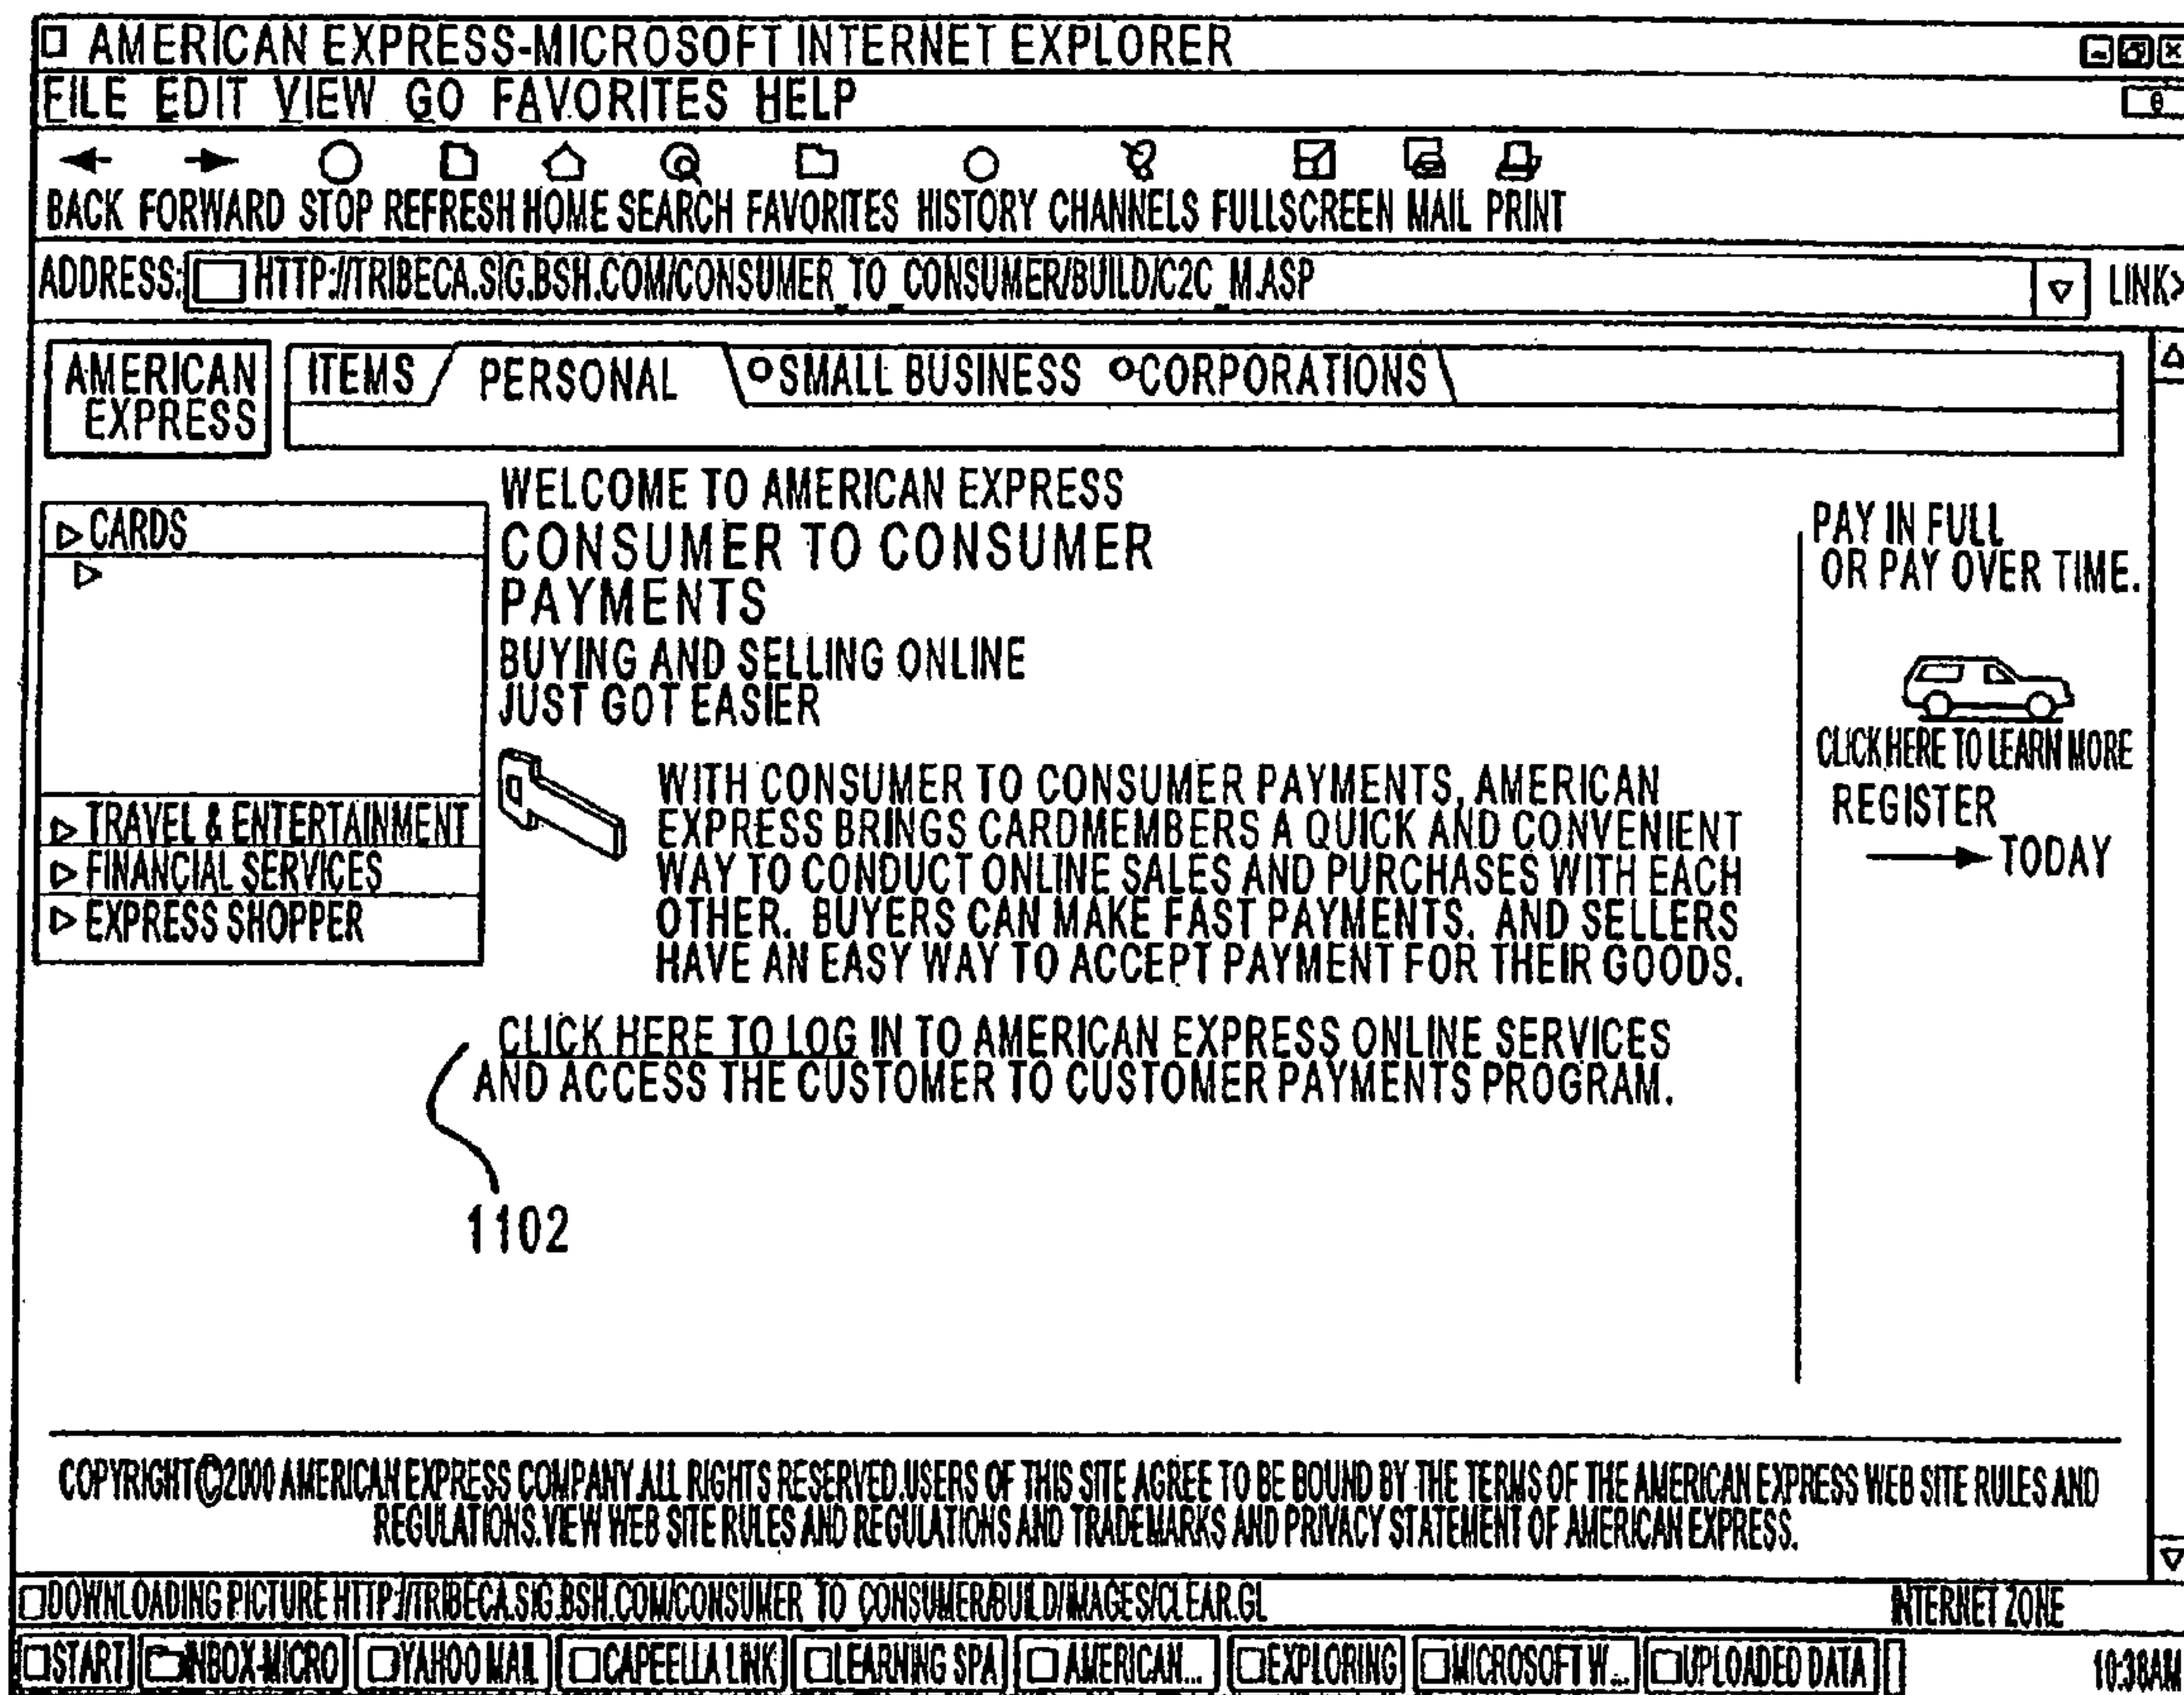 AMERICAN EXPRESS-MICROSOFT INTERNET EXPLORER
FILE EDIT VIEW GO FAVORITES HELP
BACK FORWARD STOP REFRESH HOME SEARCH FAVORITES HISTORY CHANNELS FULLSCREEN MAIL PRINT
ADDRESS: HTTP://TRIBECA.SIG.BSH.COM/CONSUMER_TO_CONSUMER/BUILD/C2C_M.ASP LINK>
AMERICAN
EXPRESS
ITEMS PERSONAL SMALL BUSINESS CORPORATIONS
CARDS
TRAVEL & ENTERTAINMENT
FINANCIAL SERVICES
EXPRESS SHOPPER
WELCOME TO AMERICAN EXPRESS
CONSUMER TO CONSUMER
PAYMENTS
BUYING AND SELLING ONLINE
JUST GOT EASIER
WITH CONSUMER TO CONSUMER PAYMENTS, AMERICAN
EXPRESS BRINGS CARDMEMBERS A QUICK AND CONVENIENT
WAY TO CONDUCT ONLINE SALES AND PURCHASES WITH EACH
OTHER. BUYERS CAN MAKE FAST PAYMENTS. AND SELLERS
HAVE AN EASY WAY TO ACCEPT PAYMENT FOR THEIR GOODS.
CLICK HERE TO LOG IN TO AMERICAN EXPRESS ONLINE SERVICES
AND ACCESS THE CUSTOMER TO CUSTOMER PAYMENTS PROGRAM.
1102
PAY IN FULL
OR PAY OVER TIME.
CLICK HERE TO LEARN MORE
REGISTER
TODAY
COPYRIGHT©2000 AMERICAN EXPRESS COMPANY.ALL RIGHTS RESERVED.USERS OF THIS SITE AGREE TO BE BOUND BY THE TERMS OF THE AMERICAN EXPRESS WEB SITE RULES AND
REGULATIONS.VIEW WEB SITE RULES AND REGULATIONS AND TRADEMARKS AND PRIVACY STATEMENT OF AMERICAN EXPRESS.
DOWNLOADING PICTURE HTTP://TRIBECA.SIG.BSH.COM/CONSUMER_TO_CONSUMER/BUILD/IMAGES/CLEAR.GL INTERNET ZONE
START INBOX-MICRO YAHOO MAIL CAPEELLA LINK LEARNING SPA AMERICAN... EXPLORING MICROSOFT W... UPLOADED DATA 10:38AM